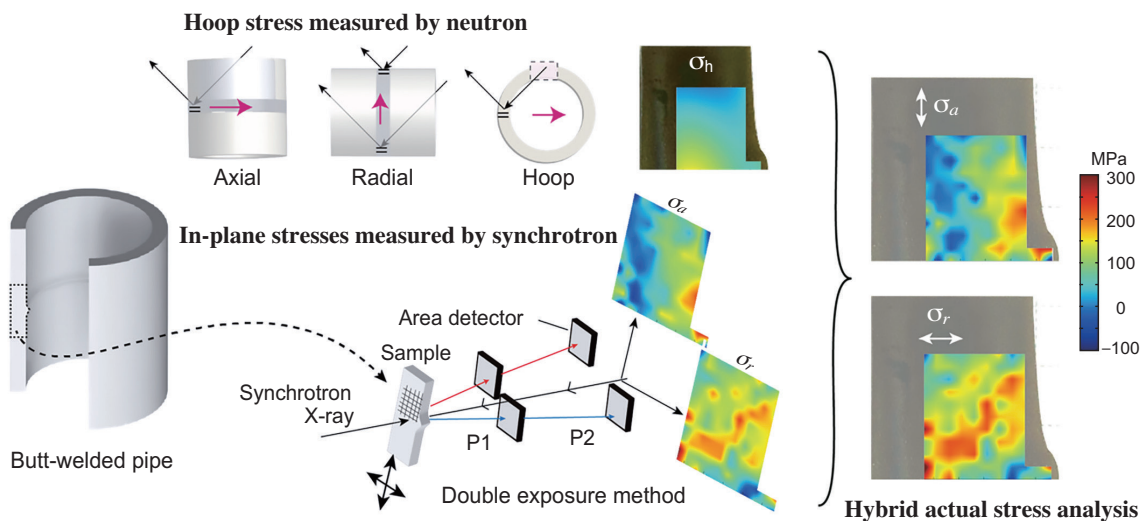 Hoop stress measured by neutron
Axial
Radial
Hoop
σh
In-plane stresses measured by synchrotron
σa
σr
Area detector
Sample
Synchrotron
X-ray
P1
P2
Butt-welded pipe
Double exposure method
σa
σr
MPa
300
200
100
0
−100
Hybrid actual stress analysis